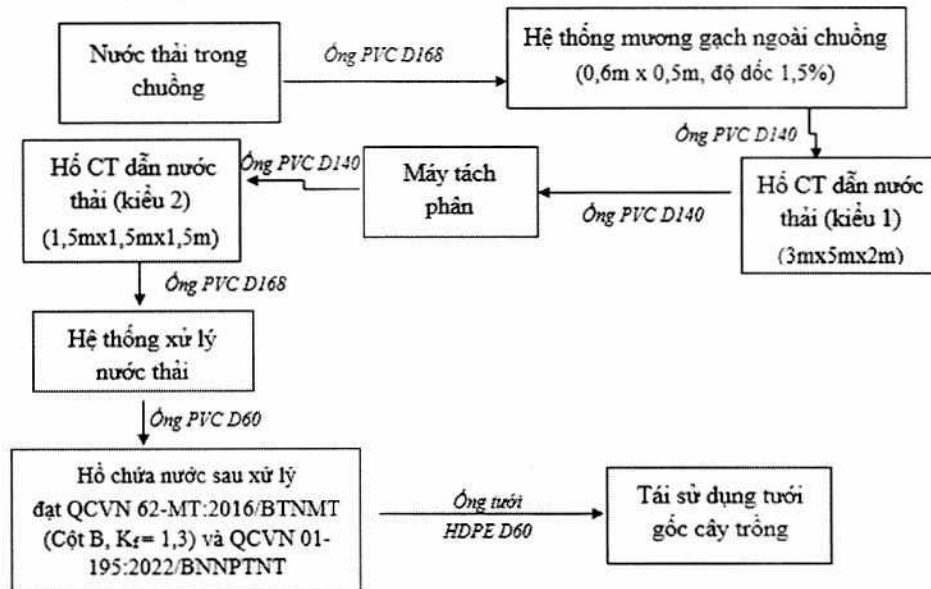 Nước thải trong
chuồng
Ống PVC D168
Hệ thống mương gạch ngoài chuồng
(0,6m x 0,5m, độ dốc 1,5%)
Ống PVC D140
Hố CT dẫn nước
thải (kiểu 1)
(3mx5mx2m)
Ống PVC D140
Máy tách
phân
Ống PVC D140
Hố CT dẫn nước
thải (kiểu 2)
(1,5mx1,5mx1,5m)
Ống PVC D168
Hệ thống xử lý
nước thải
Ống PVC D60
Hồ chứa nước sau xử lý
đạt QCVN 62-MT:2016/BTNMT
(Cột B, Kf= 1,3) và QCVN 01-
195:2022/BNNPTNT
Ống tưới
HDPE D60
Tái sử dụng tưới
gốc cây trồng